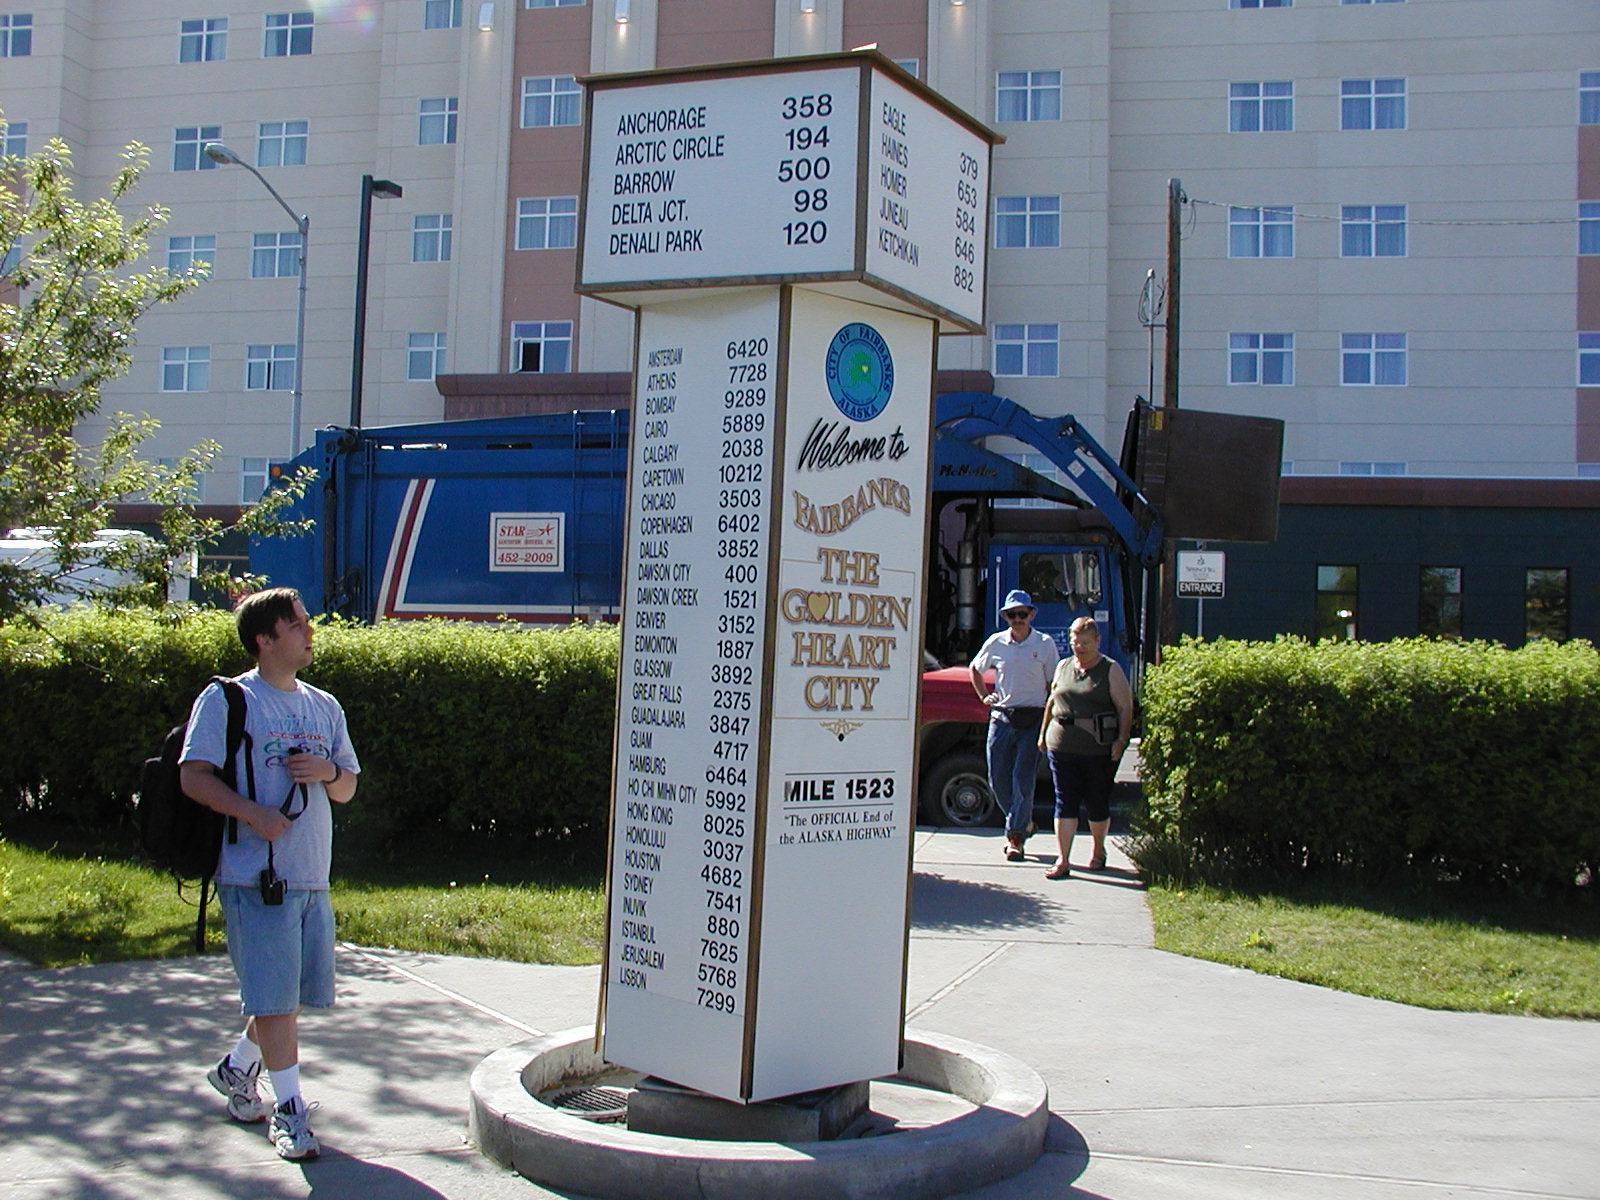 ANCHORAGE 358
ARCTIC CIRCLE 194
BARROW 500
DELTA JCT. 98
DENALI PARK 120
EAGLE 379
HAINES 653
HOMER 584
JUNEAU 646
KETCHIKAN 882
AMSTERDAM 6420
ATHENS 7728
BOMBAY 9289
CAIRO 5889
CALGARY 2038
CAPETOWN 10212
CHICAGO 3503
COPENHAGEN 6402
DALLAS 3852
DAWSON CITY 400
DAWSON CREEK 1521
DENVER 3152
EDMONTON 1887
GLASGOW 3892
GREAT FALLS 2375
GUADALAJARA 3847
GUAM 4717
HAMBURG 6464
HO CHI MIHN CITY 5992
HONG KONG 8025
HONOLULU 3037
HOUSTON 4682
SYDNEY 7541
INUVIK 880
ISTANBUL 7625
JERUSALEM 5768
LISBON 7299
CITY OF FAIRBANKS
ALASKA
Welcome to
FAIRBANKS
THE
GOLDEN
HEART
CITY
MILE 1523
"The OFFICIAL End of
the ALASKA HIGHWAY"
STAR
452-2009
ENTRANCE